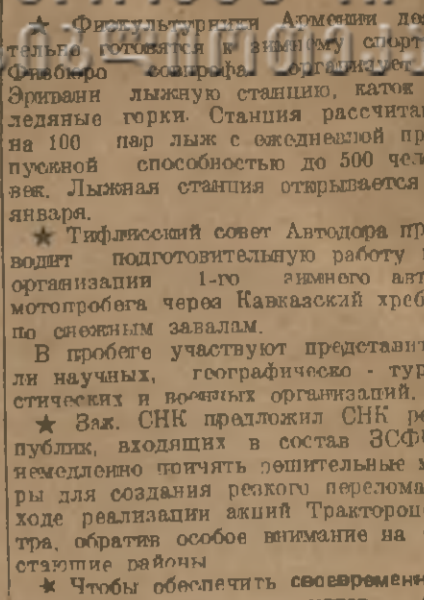 ★ Физкультурники Армении де
тельно готовятся к зимнему спорт
Физбюро совпрофа организует
Эривани лыжную станцию, каток
ледяные горки. Станция рассчитан
на 100 пар лыж с ежедневной пр
пускной способностью до 500 чел
век. Лыжная станция открывается
января.
★ Тифлисский совет Автодора пр
водит подготовительную работу
организации 1-го зимнего авт
мотопробега через Кавказский хреб
по снежным завалам.
В пробеге участвуют представит
ли научных, географическо - тур
стических и военных организаций.
★ Зак. СНК предложил СНК ре
публик, входящих в состав ЗСФ
немедленно принять решительные м
ры для создания резкого перелома
ходе реализации акций Трактороце
тра, обратив особое внимание на
стающие районы
★ Чтобы обеспечить своевременн